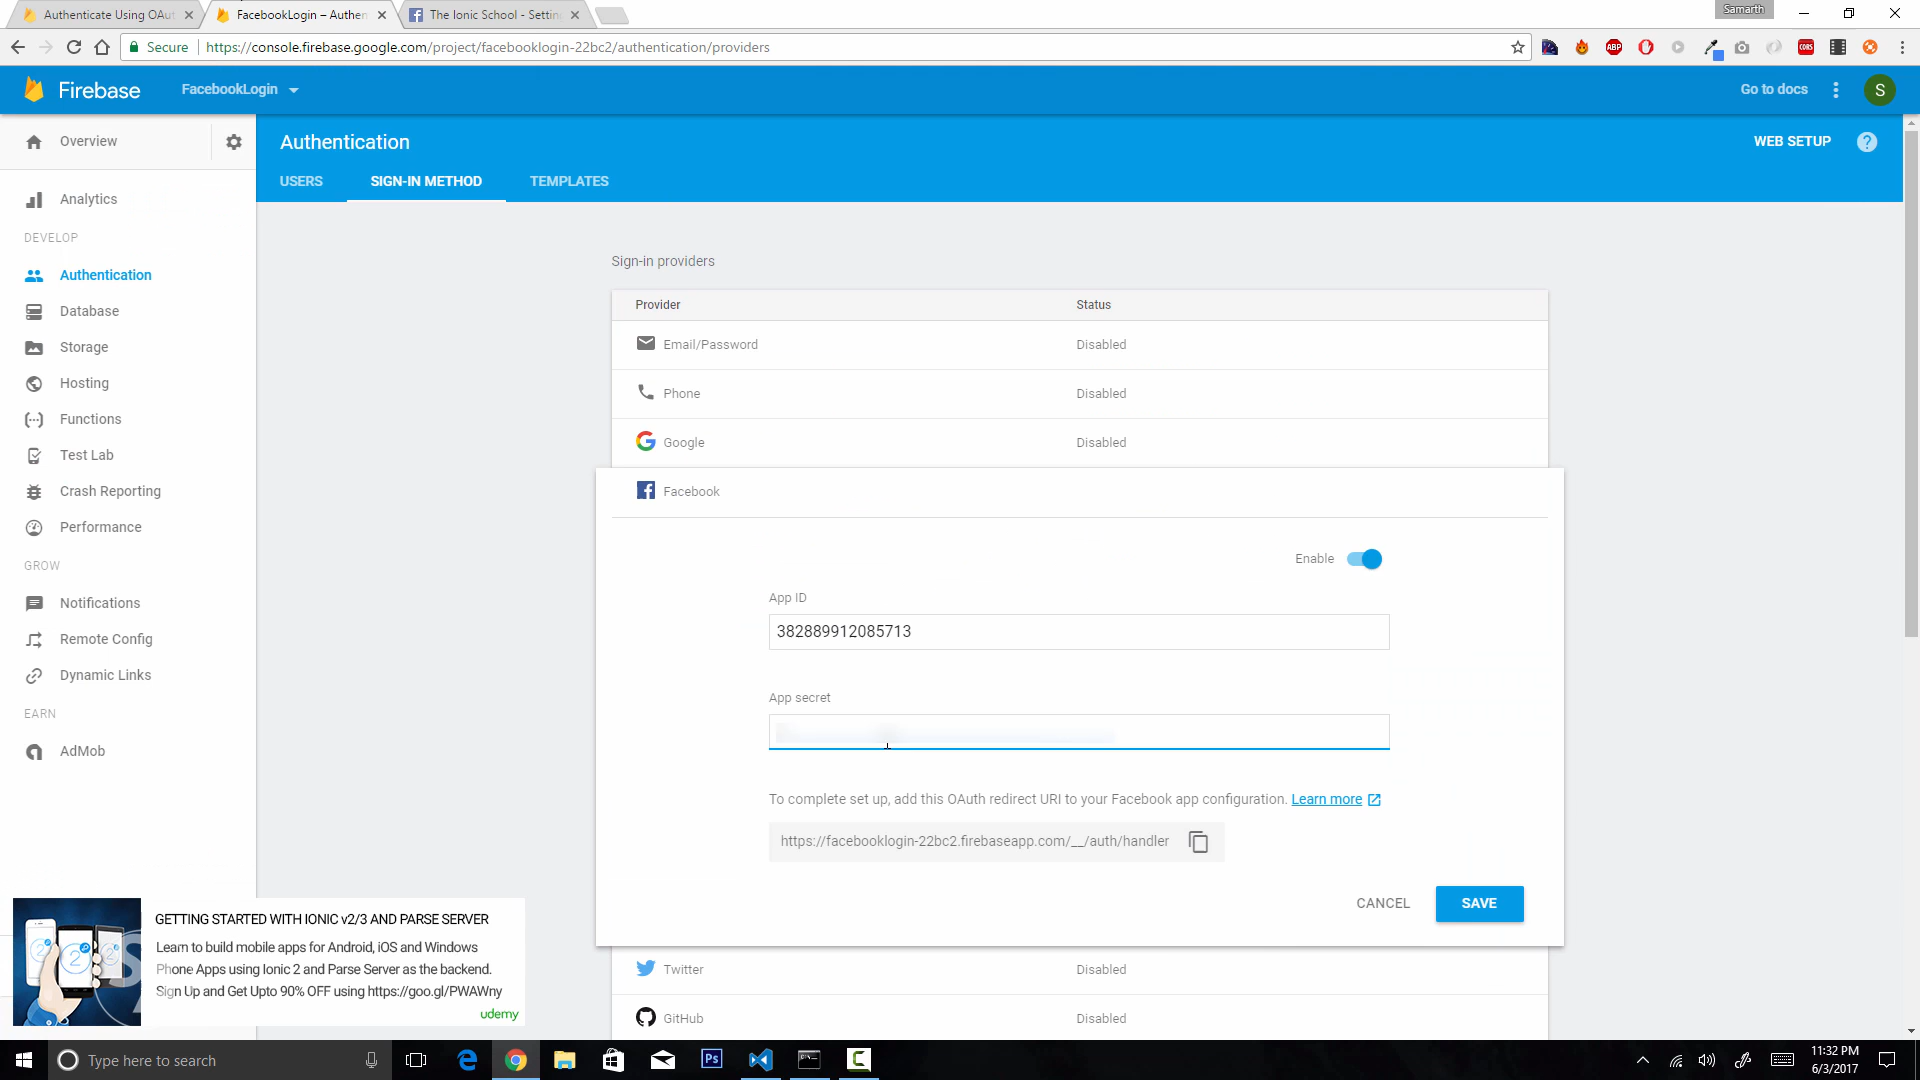 Samarth
Authenticate Using OAut
FacebookLogin – Authen
The Ionic School - Settin
Secure
https://console.firebase.google.com/project/facebooklogin-22bc2/authentication/providers
ABP
CORS
Firebase
FacebookLogin
Go to docs
S
Overview
Authentication
WEB SETUP
?
USERS
SIGN-IN METHOD
TEMPLATES
Analytics
DEVELOP
Authentication
Database
Storage
Hosting
Functions
Test Lab
Crash Reporting
Performance
GROW
Notifications
Remote Config
Dynamic Links
EARN
AdMob
Sign-in providers
Provider
Status
Email/Password
Disabled
Phone
Disabled
Google
Disabled
Facebook
Enable
App ID
382889912085713
App secret
To complete set up, add this OAuth redirect URI to your Facebook app configuration. Learn more
https://facebooklogin-22bc2.firebaseapp.com/__/auth/handler
CANCEL
SAVE
Twitter
Disabled
GitHub
Disabled
GETTING STARTED WITH IONIC v2/3 AND PARSE SERVER
Learn to build mobile apps for Android, iOS and Windows
Phone Apps using Ionic 2 and Parse Server as the backend.
Sign Up and Get Upto 90% OFF using https://goo.gl/PWAWny
udemy
Type here to search
Ps
11:32 PM
6/3/2017